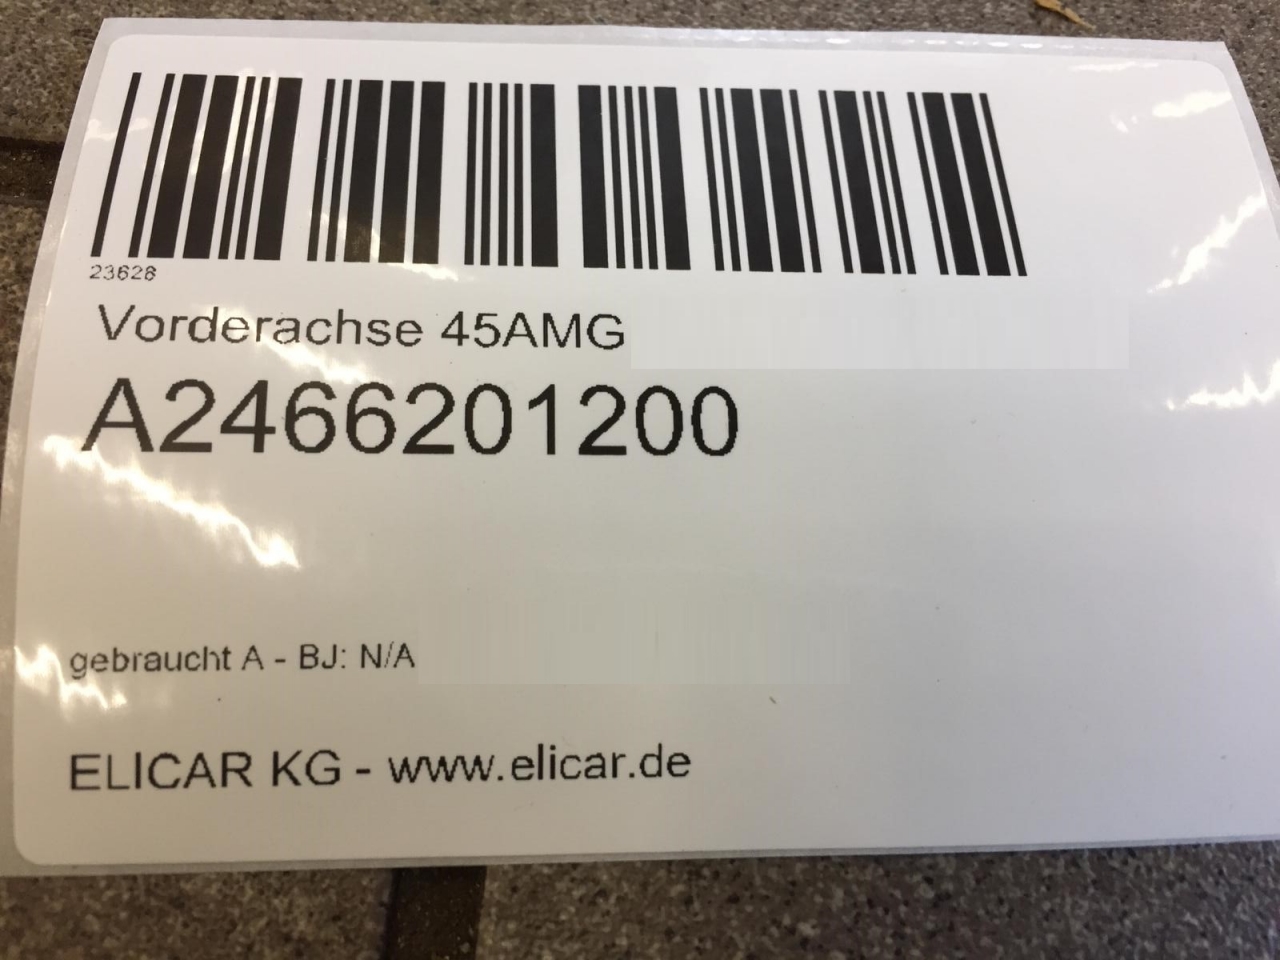 23628
Vorderachse 45AMG
A2466201200
gebraucht A - BJ: N/A
ELICAR KG - www.elicar.de